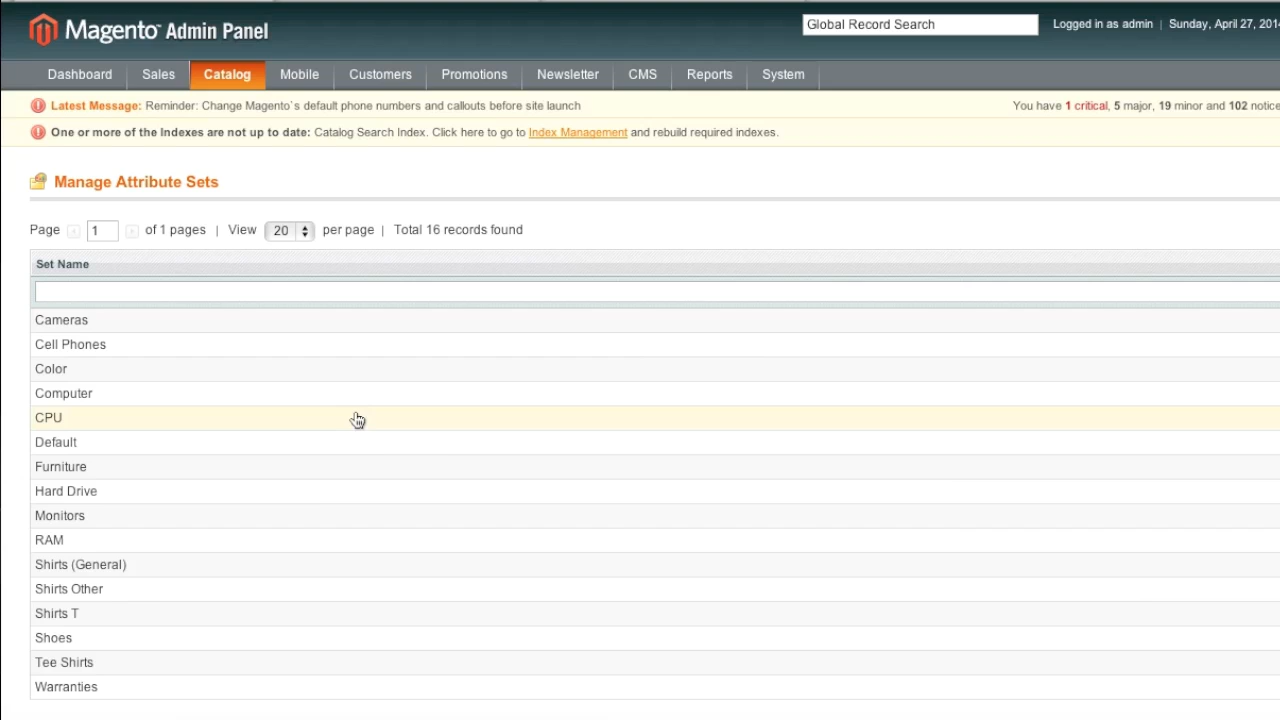 Magento Admin Panel
Global Record Search
Logged in as admin | Sunday, April 27, 201
Dashboard Sales Catalog Mobile Customers Promotions Newsletter CMS Reports System
Latest Message: Reminder: Change Magento`s default phone numbers and callouts before site launch
You have 1 critical, 5 major, 19 minor and 102 notice
One or more of the Indexes are not up to date: Catalog Search Index. Click here to go to Index Management and rebuild required indexes.
Manage Attribute Sets
Page 1 of 1 pages | View 20 per page | Total 16 records found
Set Name
Cameras
Cell Phones
Color
Computer
CPU
Default
Furniture
Hard Drive
Monitors
RAM
Shirts (General)
Shirts Other
Shirts T
Shoes
Tee Shirts
Warranties